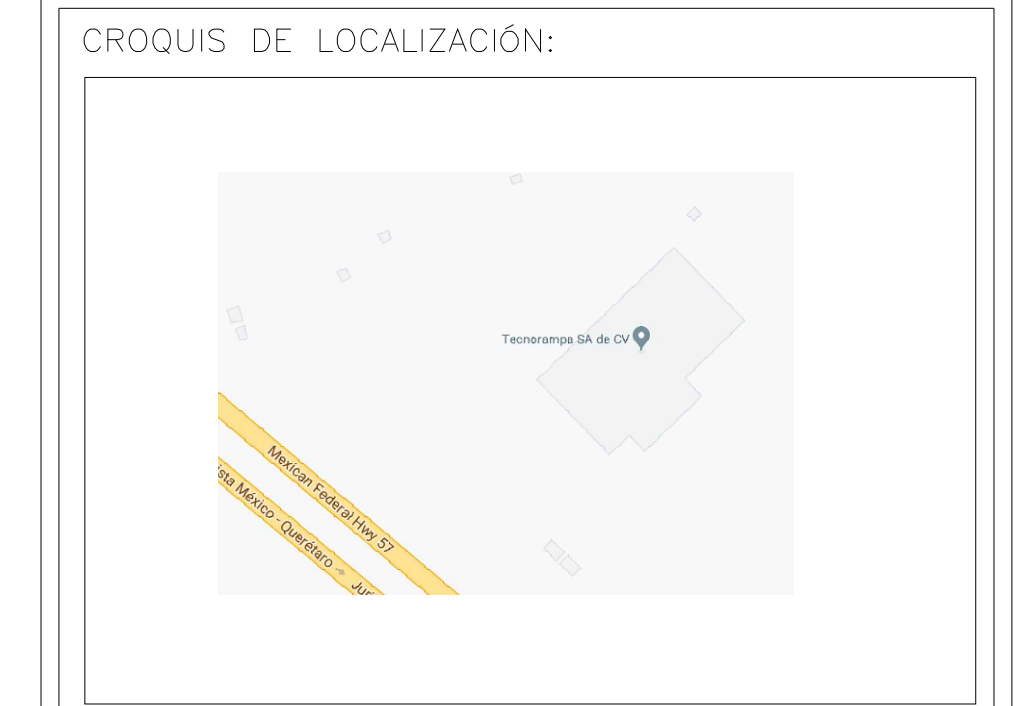 CROQUIS DE LOCALIZACIÓN:
Tecnorampa SA de CV
Mexican Federal Hwy 57
ista México - Querétaro